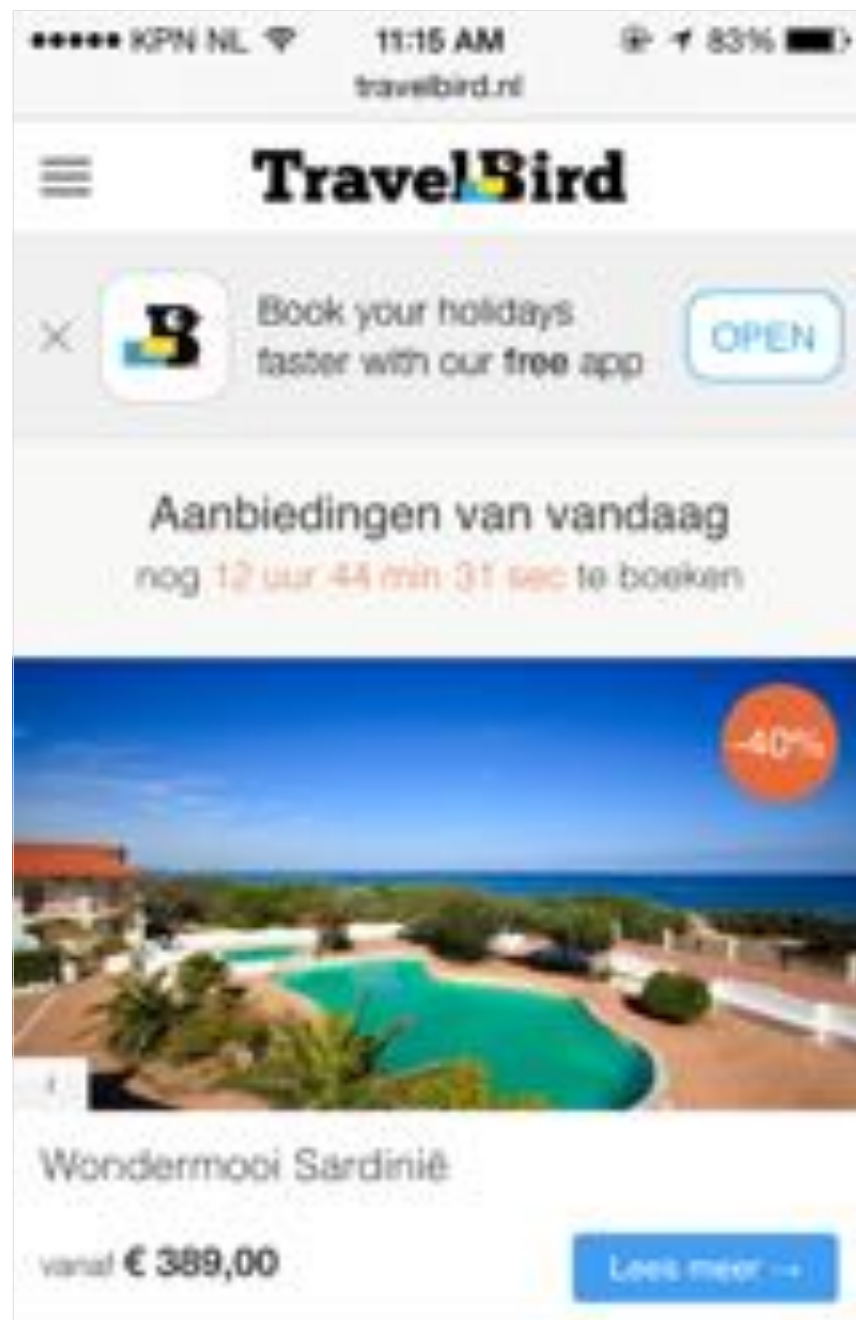 KPN NL 11:15 AM 83%
travelbird.nl
TravelBird
Book your holidays
faster with our free app
OPEN
Aanbiedingen van vandaag
nog 12 uur 44 min 31 sec te boeken
-40%
Wondermooi Sardinië
vanaf € 389,00
Lees meer →